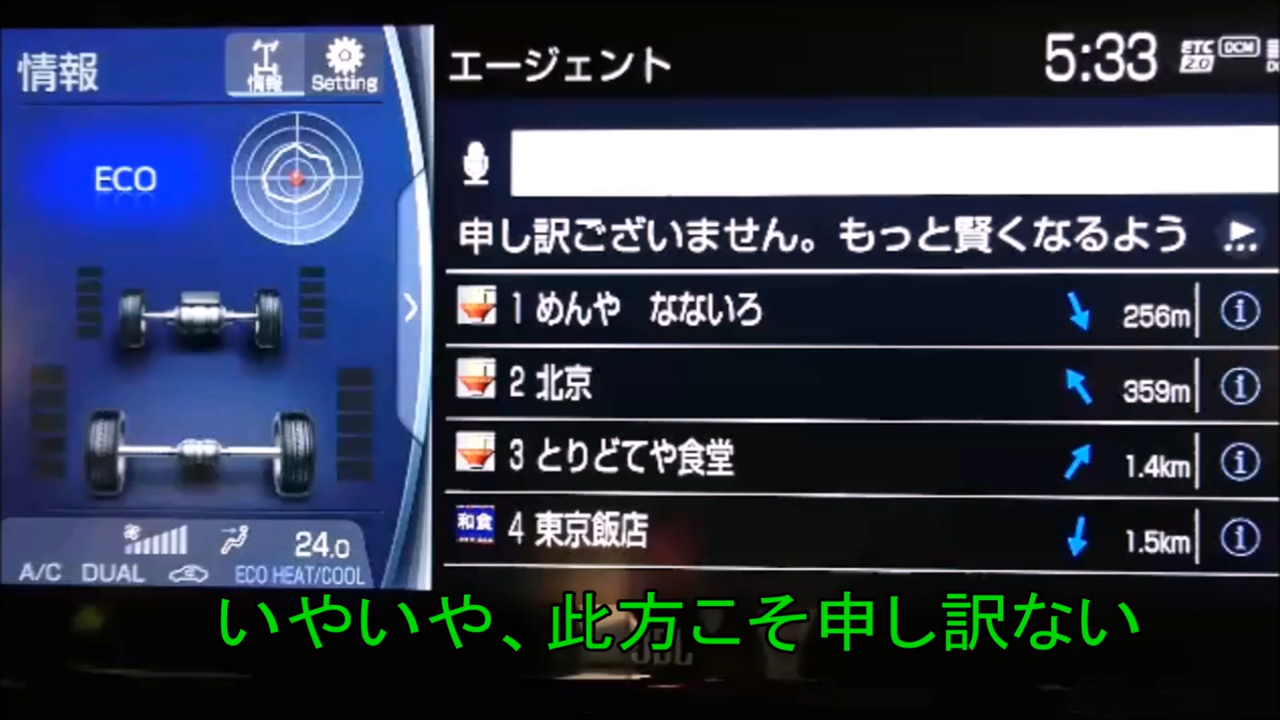 情報
情報
Setting
エージェント
5:33
ETC 2.0
DCM
ECO
申し訳ございません。もっと賢くなるよう
1 めんや なないろ 256m
2 北京 359m
3 とりどてや食堂 1.4km
和食 4 東京飯店 1.5km
24.0
A/C DUAL ECO HEAT/COOL
いやいや、此方こそ申し訳ない
JBL